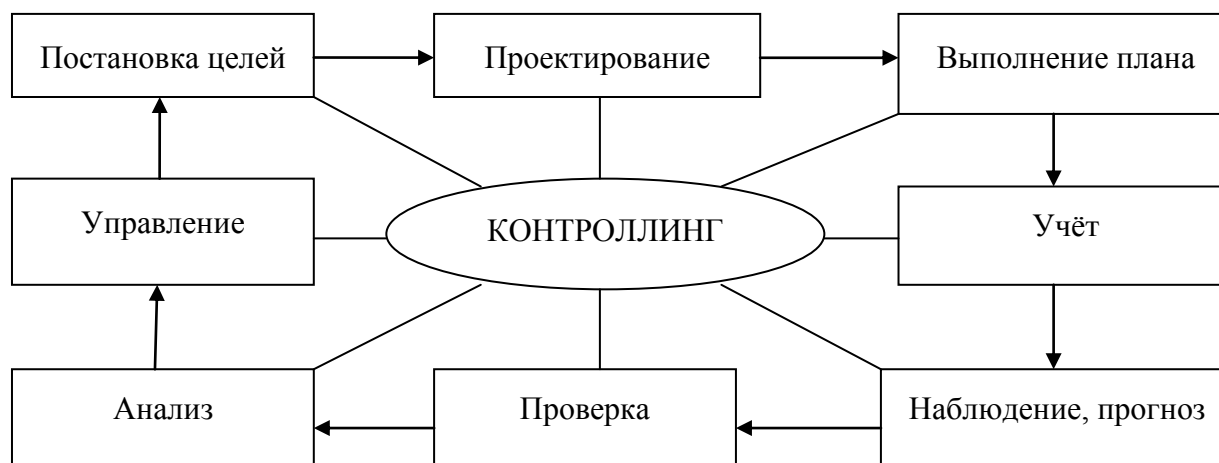 Постановка целей
Проектирование
Выполнение плана
Управление
КОНТРОЛЛИНГ
Учёт
Анализ
Проверка
Наблюдение, прогноз